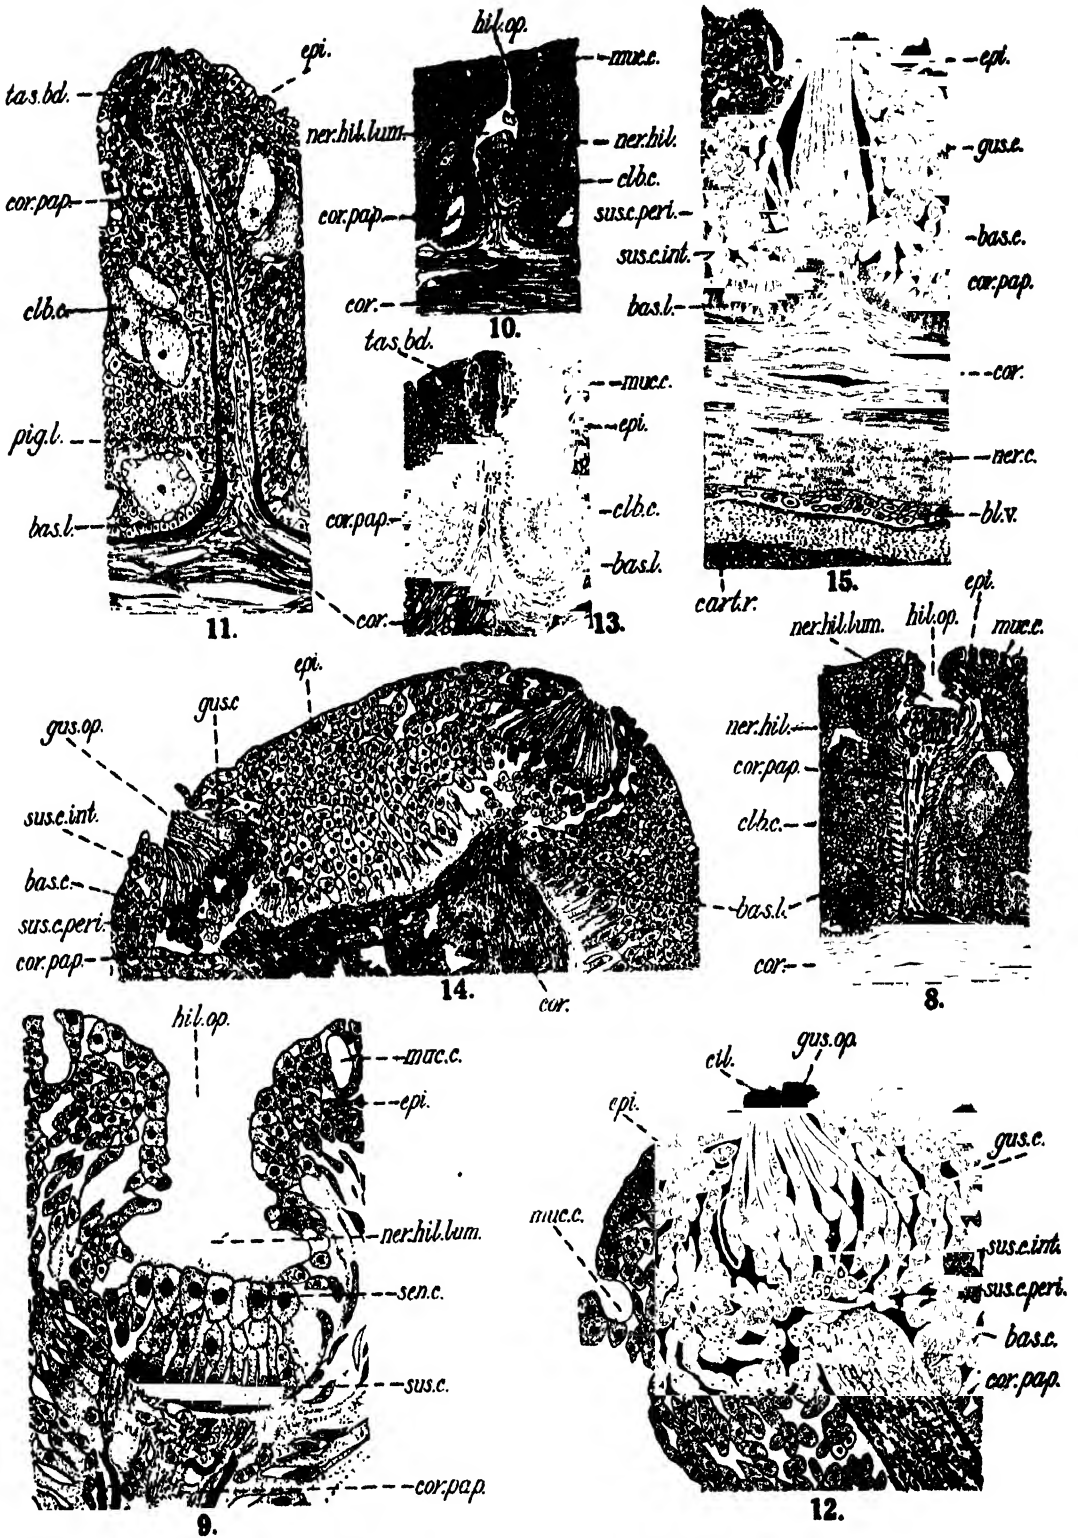 epi.
tas.bd.
cor.pap.
clb.c.
pig.l.
bas.l.
cor.
11.
hil.op.
muc.c.
ner.hil.lum.
ner.hil.
clb.c.
cor.pap.
cor.
10.
tas.bd.
muc.c.
epi.
cor.pap.
clb.c.
bas.l.
13.
epi.
gus.c.
sus.c.peri.
bas.c.
sus.c.int.
cor.pap.
bas.l.
cor.
ner.c.
bl.v.
cart.r.
15.
epi.
gus.c
gus.op.
sus.c.int.
bas.c.
sus.c.peri.
cor.pap.
cor.
14.
epi.
hil.op.
ner.hil.lum.
muc.c.
ner.hil.
cor.pap.
clb.c.
bas.l.
cor.
8.
hil.op.
muc.c.
epi.
ner.hil.lum.
sen.c.
sus.c.
cor.pap.
9.
gus.op.
cil.
epi.
gus.c.
muc.c.
sus.c.int.
sus.c.peri.
bas.c.
cor.pap.
12.